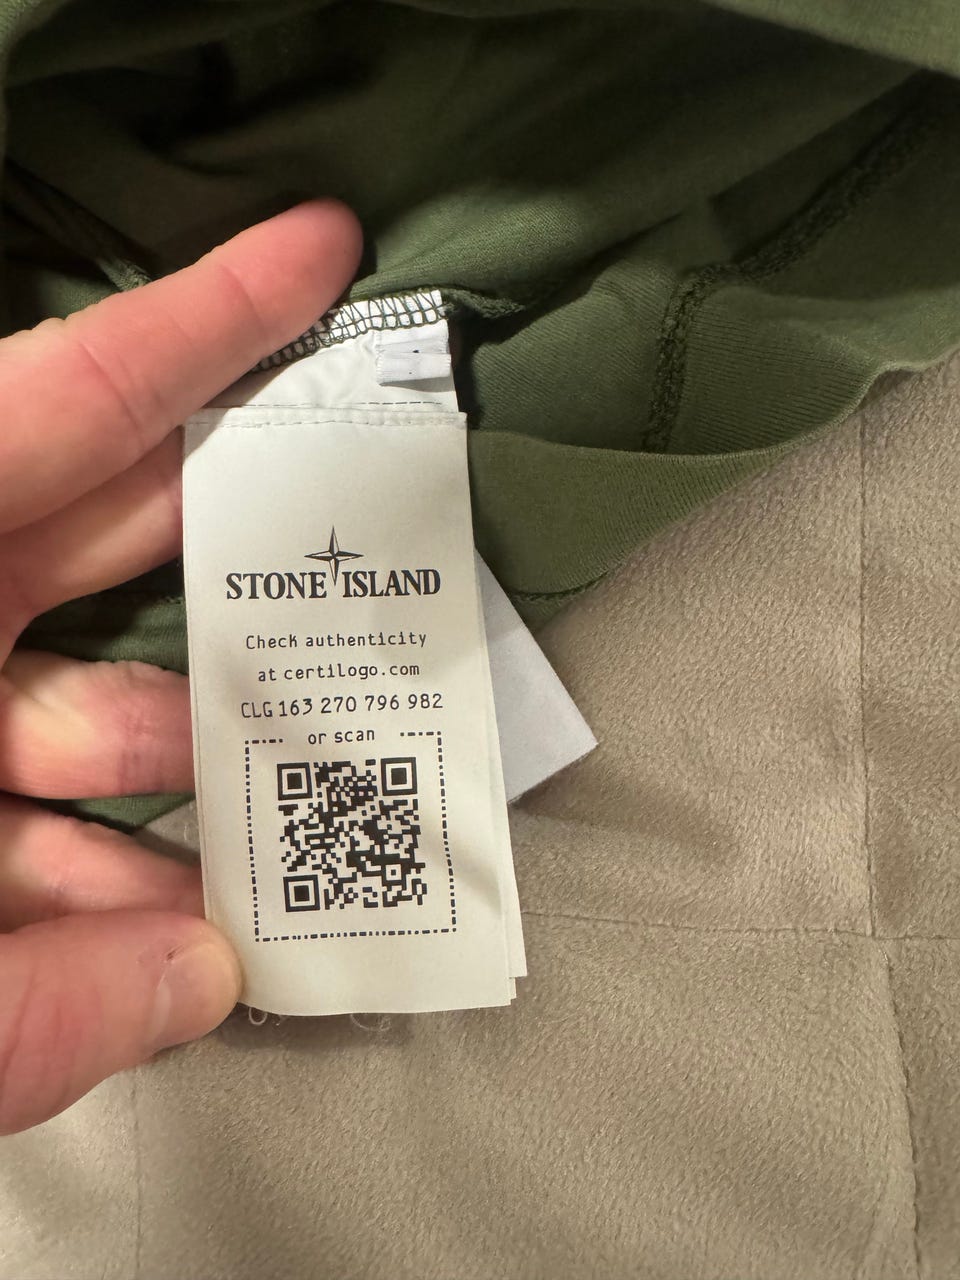 STONE ISLAND
Check authenticity
at certilogo.com
CLG 163 270 796 982
or scan